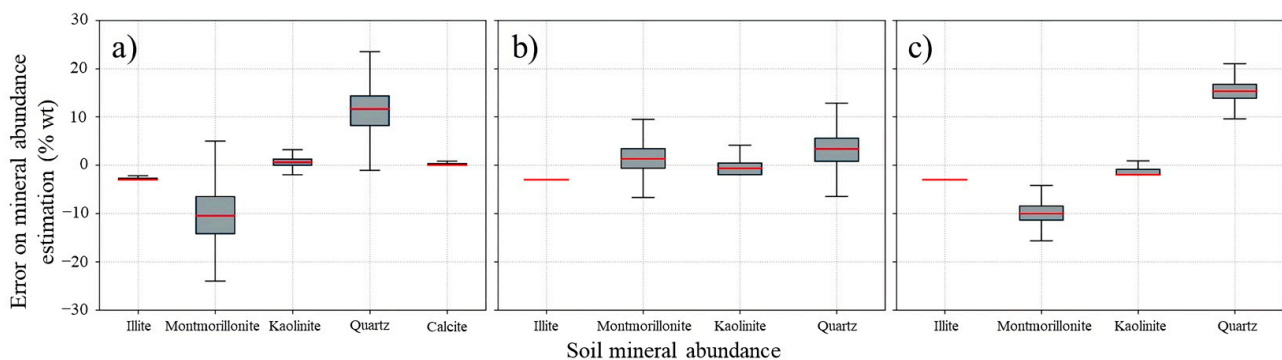 a)
b)
c)
Error on mineral abundance
estimation (% wt)
30
20
10
0
−10
−20
−30
Illite Montmorillonite Kaolinite Quartz Calcite
Illite Montmorillonite Kaolinite Quartz
Illite Montmorillonite Kaolinite Quartz
Soil mineral abundance